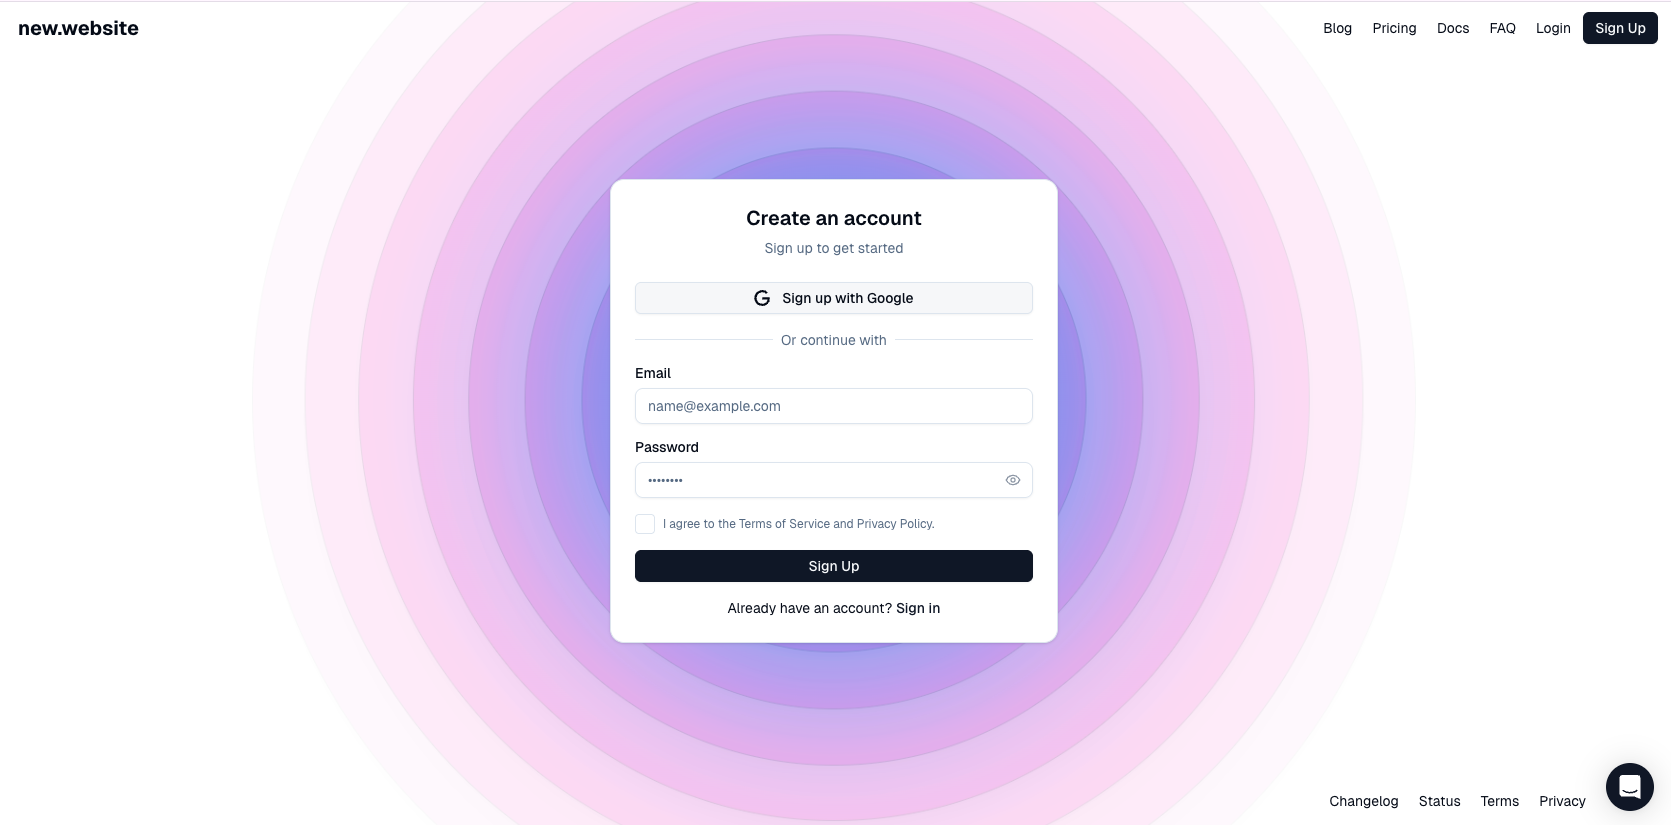 new.website
Blog Pricing Docs FAQ Login Sign Up
Create an account
Sign up to get started
Sign up with Google
Or continue with
Email
name@example.com
Password
••••••••
I agree to the Terms of Service and Privacy Policy.
Sign Up
Already have an account? Sign in
Changelog Status Terms Privacy